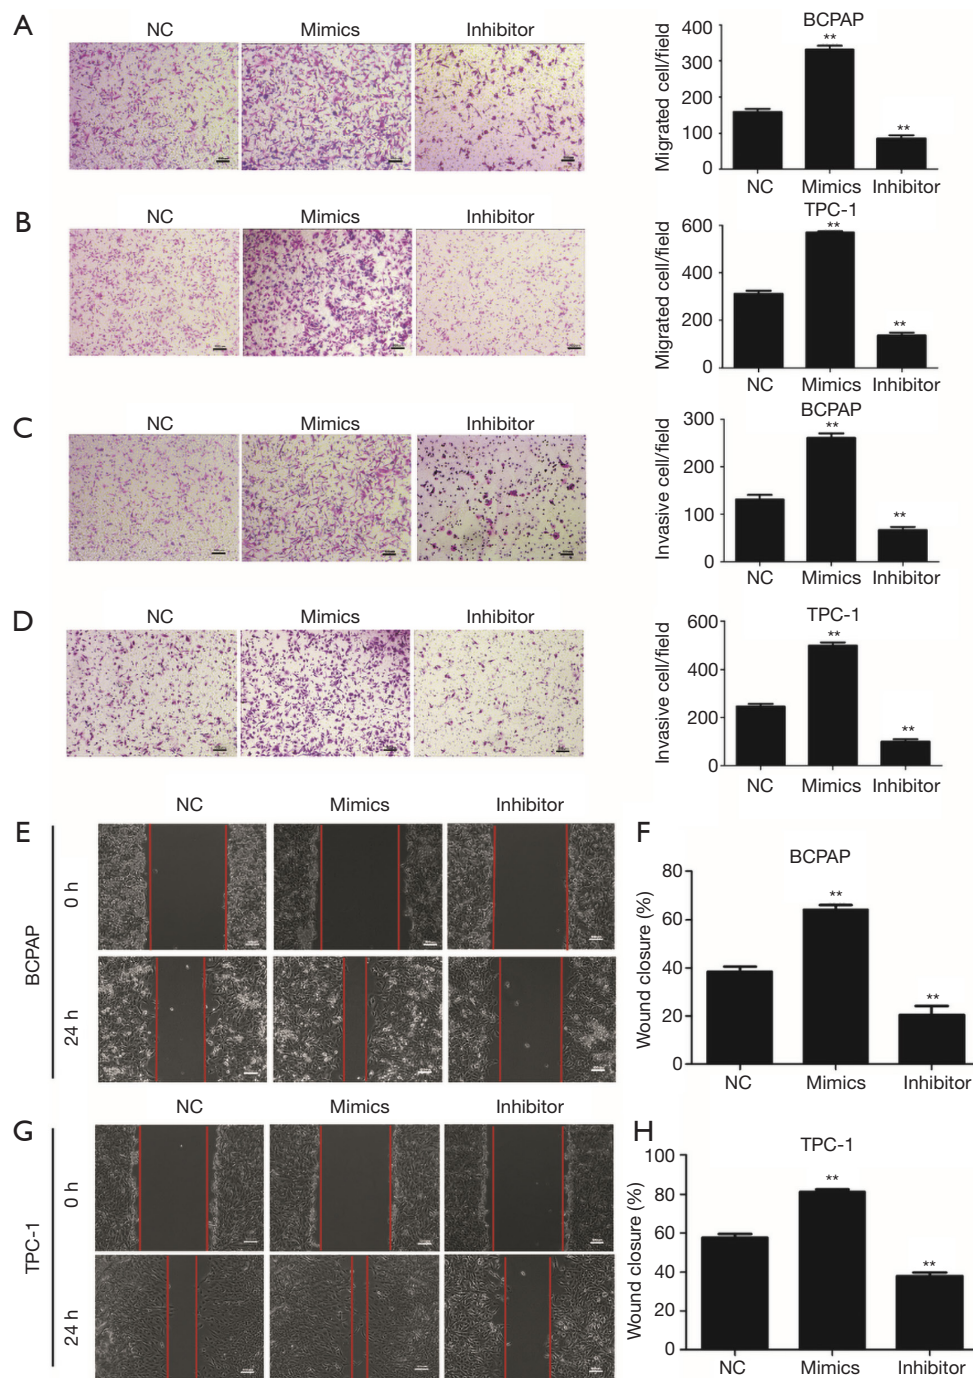 A
NC Mimics Inhibitor
BCPAP
Migrated cell/field
400
300
200
100
0
**
**
NC Mimics Inhibitor
B
NC Mimics Inhibitor
TPC-1
Migrated cell/field
600
400
200
0
**
**
NC Mimics Inhibitor
C
NC Mimics Inhibitor
BCPAP
Invasive cell/field
300
200
100
0
**
**
NC Mimics Inhibitor
D
NC Mimics Inhibitor
TPC-1
Invasive cell/field
600
400
200
0
**
**
NC Mimics Inhibitor
E
NC Mimics Inhibitor
BCPAP
0 h
24 h
F
BCPAP
Wound closure (%)
80
60
40
20
0
**
**
NC Mimics Inhibitor
G
NC Mimics Inhibitor
TPC-1
0 h
24 h
H
TPC-1
Wound closure (%)
100
80
60
40
20
0
**
**
NC Mimics Inhibitor